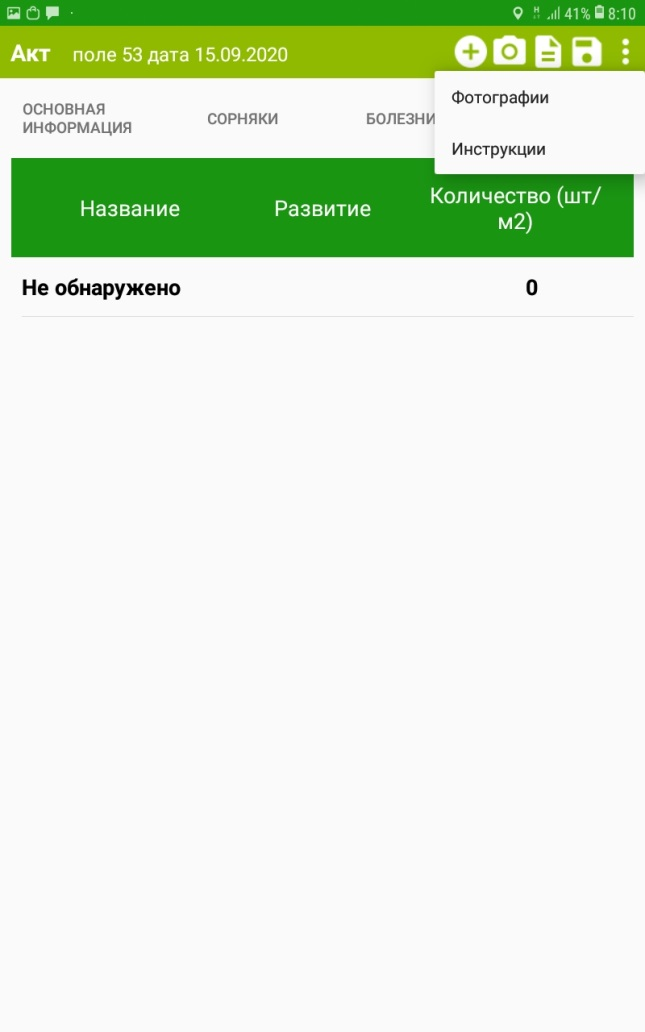 41% 8:10
Акт поле 53 дата 15.09.2020
Фотографии
Инструкции
ОСНОВНАЯ
ИНФОРМАЦИЯ
СОРНЯКИ
БОЛЕЗНИ
Название
Развитие
Количество (шт/
м2)
Не обнаружено 0